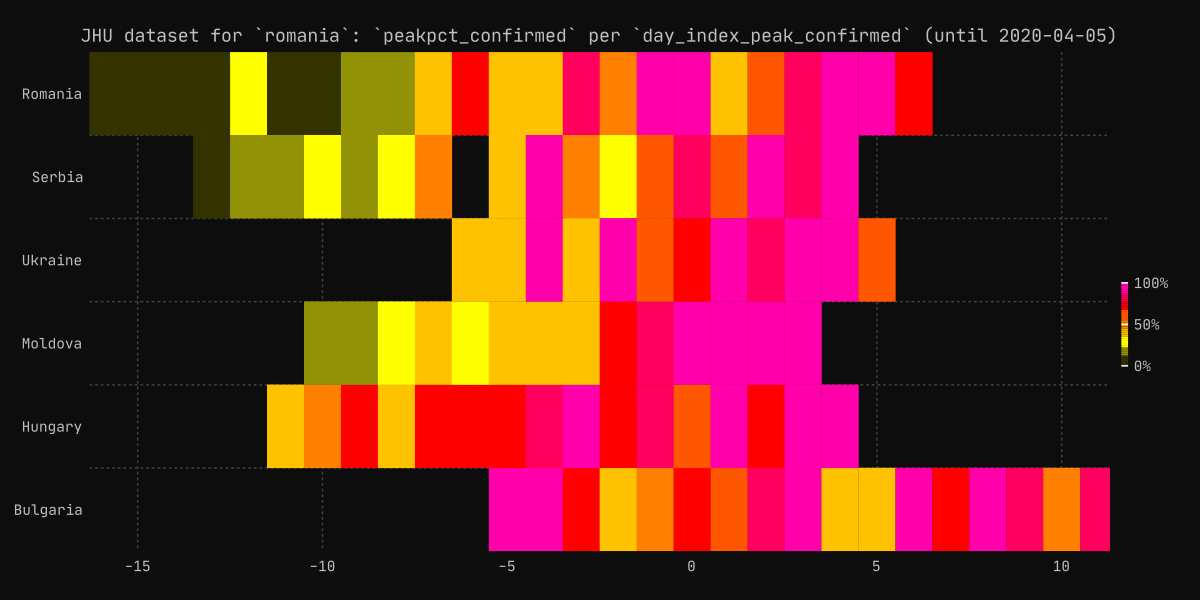 JHU dataset for `romania`: `peakpct_confirmed` per `day_index_peak_confirmed` (until 2020-04-05)
Romania
Serbia
Ukraine
Moldova
Hungary
Bulgaria
100%
50%
0%
-15
-10
-5
0
5
10